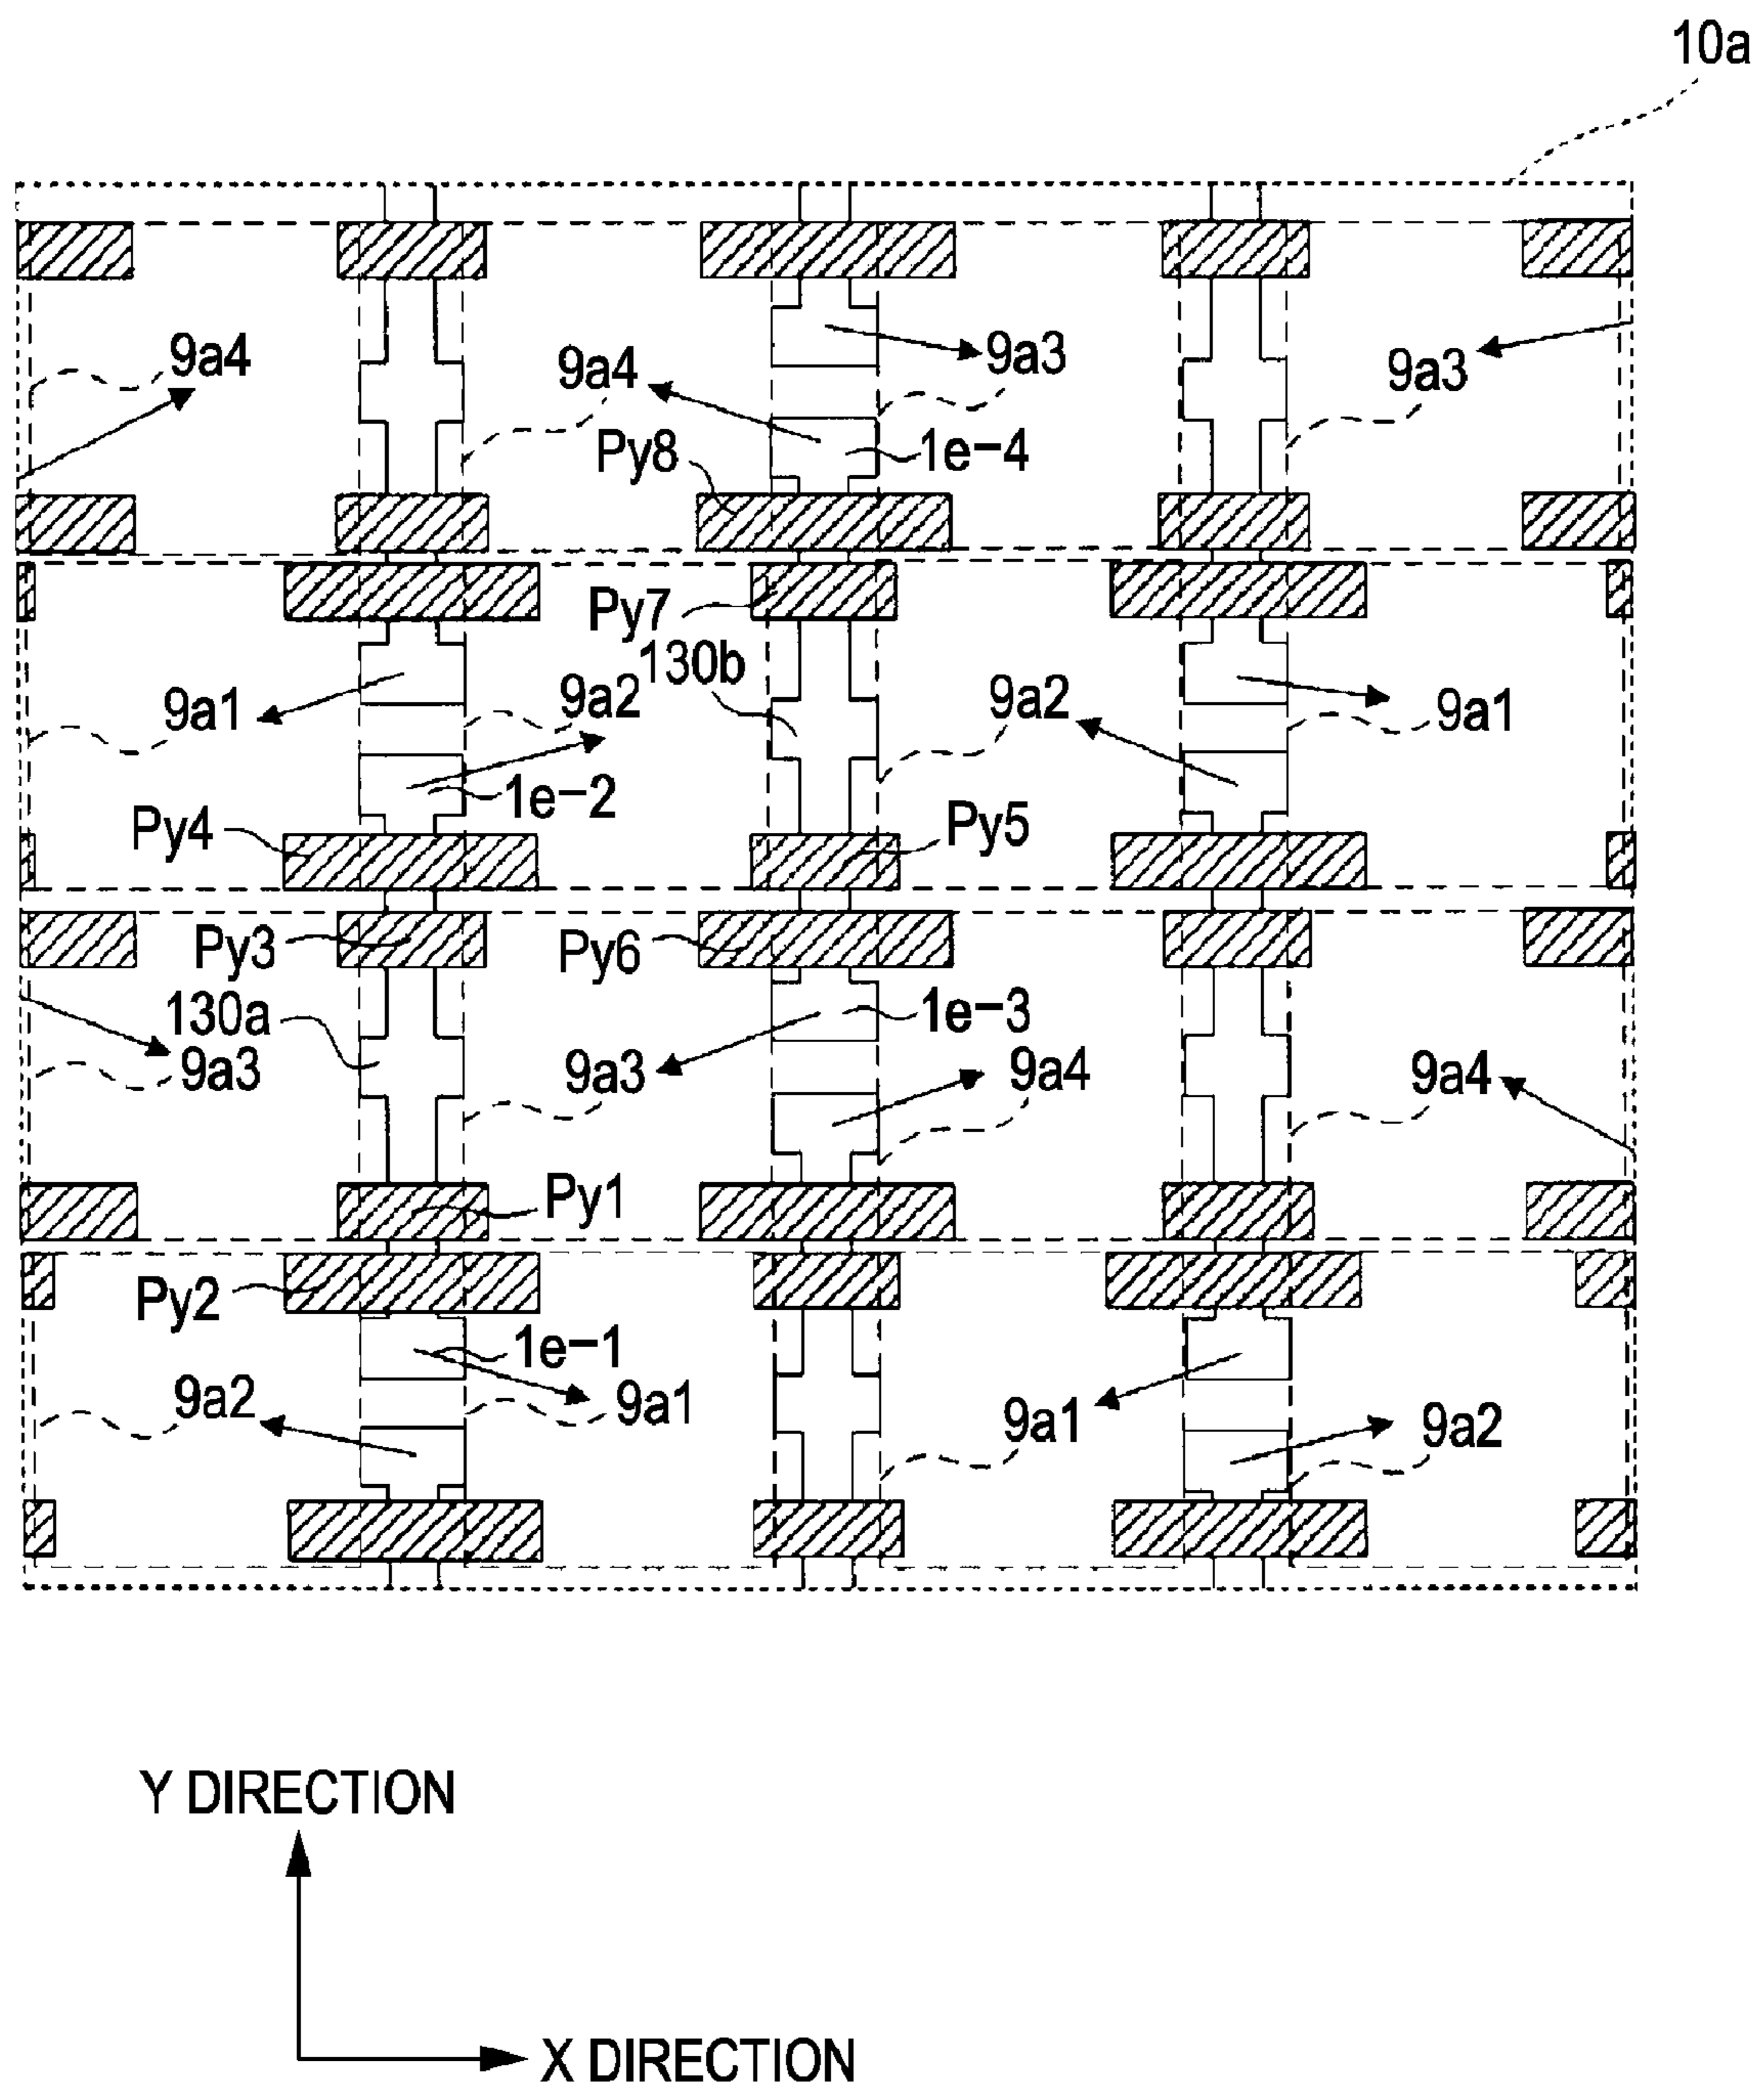 10a
9a4
9a4
9a3
9a3
Py8
1e-4
Py7
130b
9a1
9a2
9a2
9a1
1e-2
Py4
Py5
Py3
Py6
130a
1e-3
9a3
9a3
9a4
9a4
Py1
Py2
1e-1
9a2
9a1
9a1
9a2
Y DIRECTION
X DIRECTION